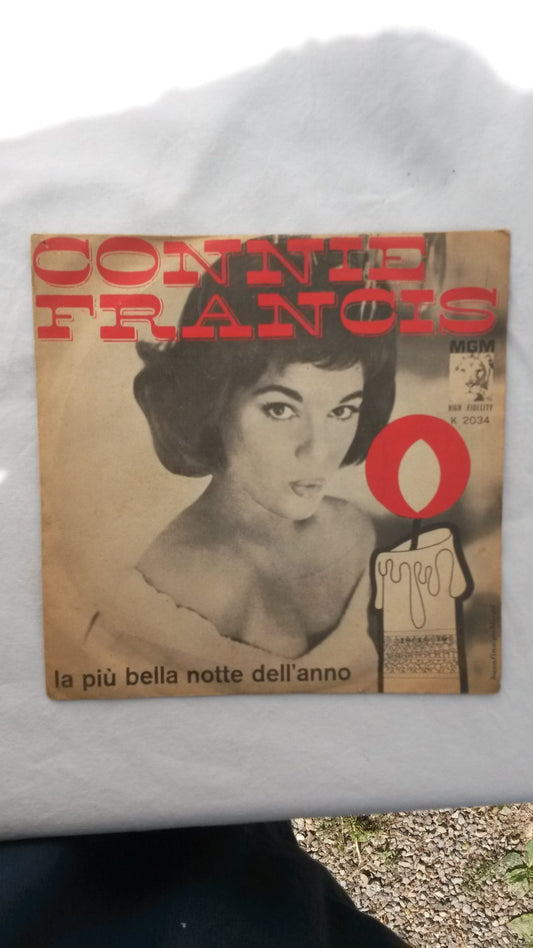 CONNIE
FRANCIS
MGM
HIGH FIDELITY
K 2034
la più bella notte dell'anno